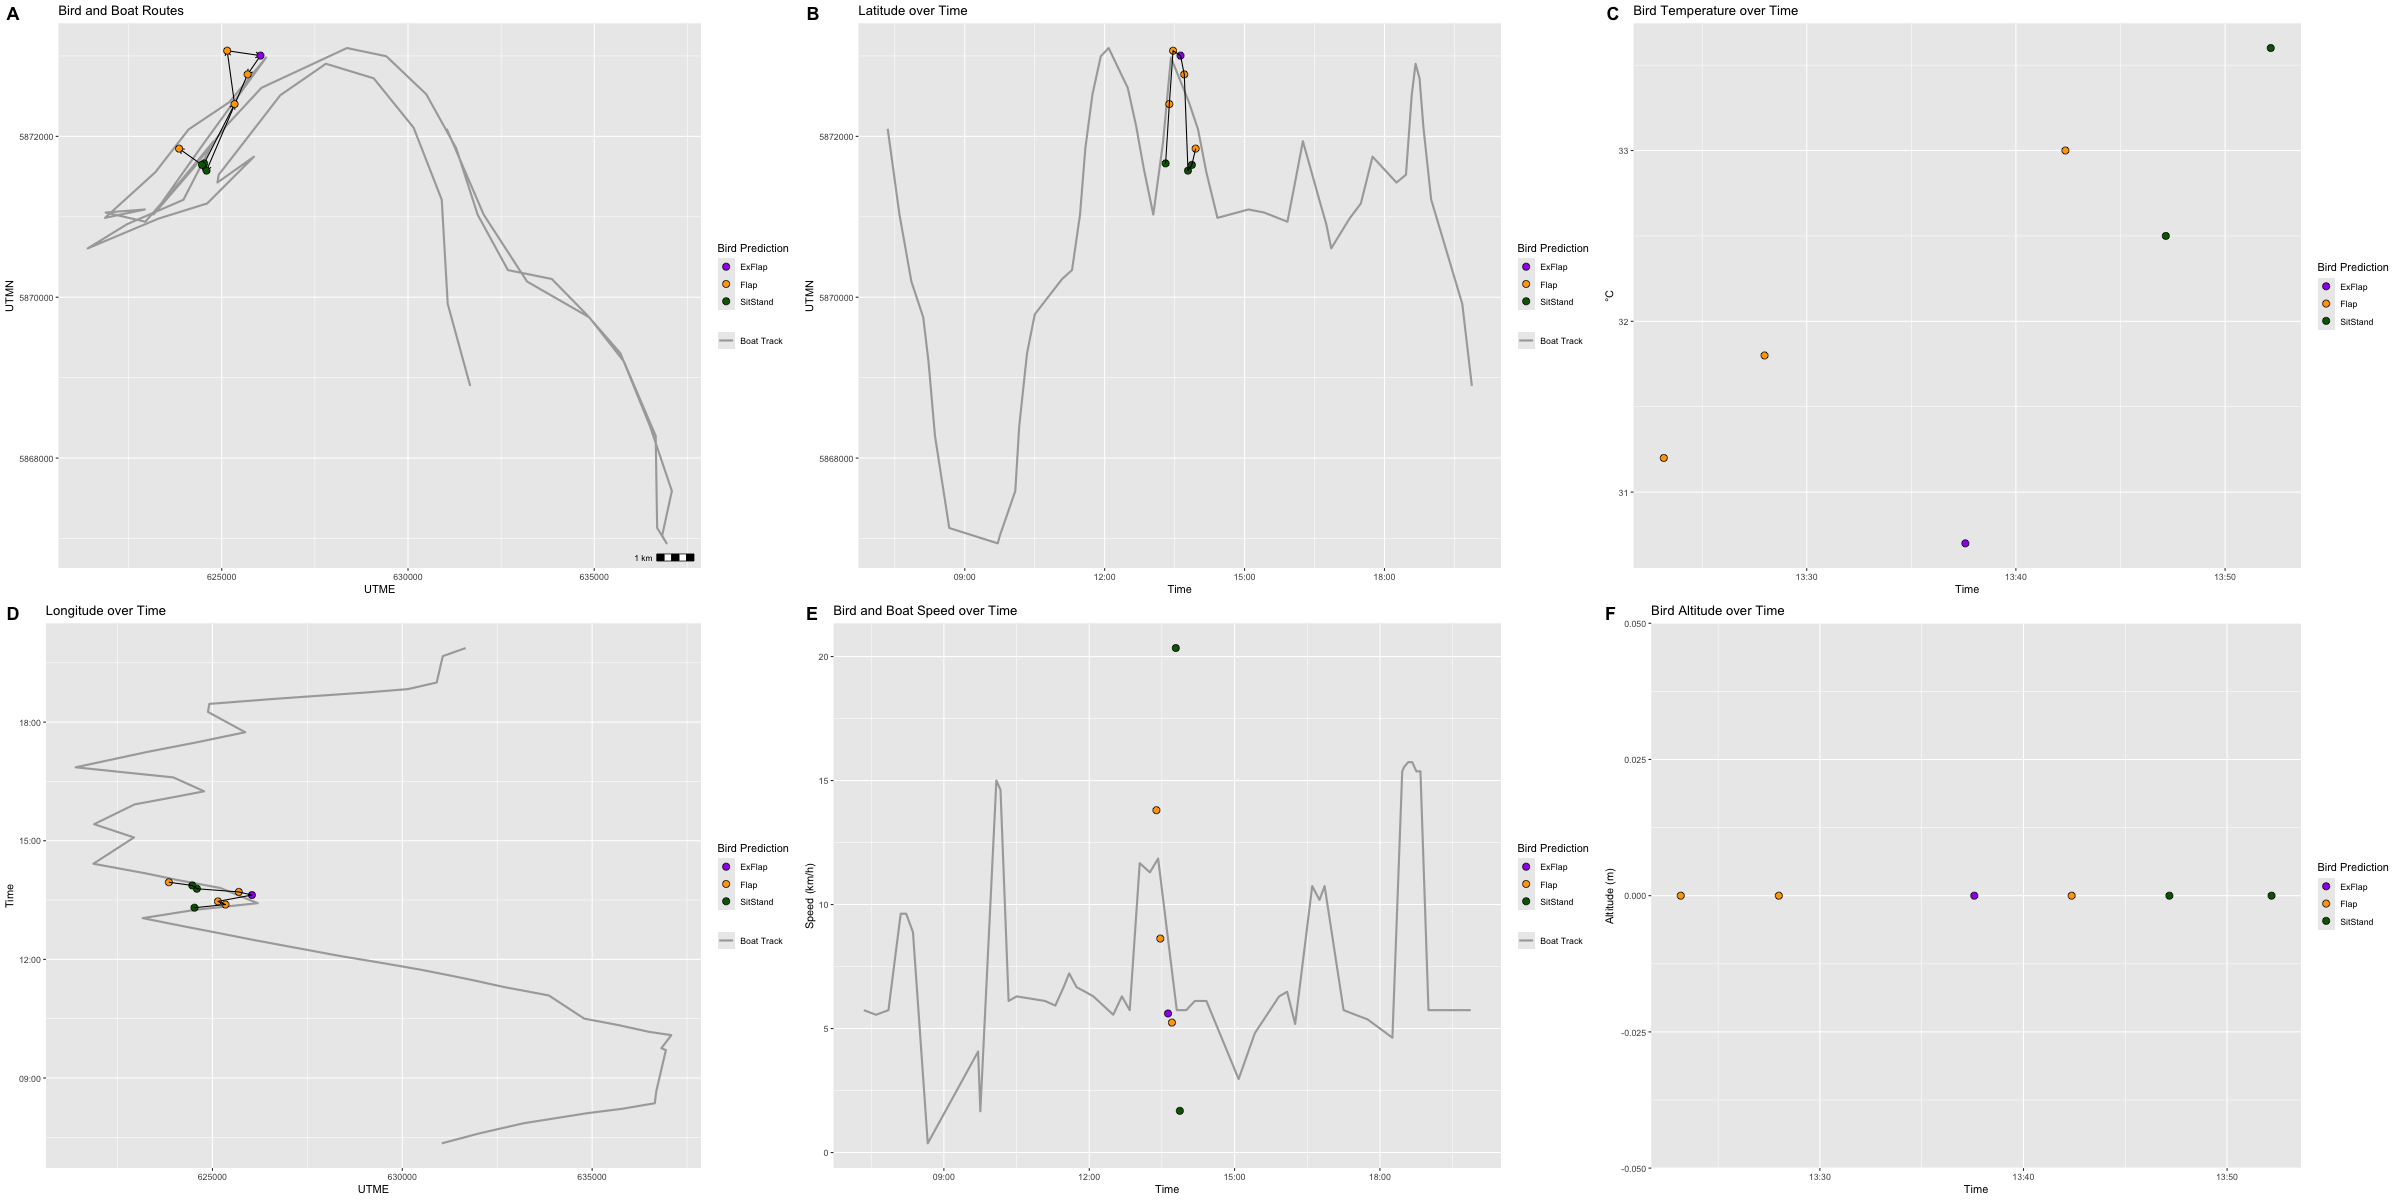 A Bird and Boat Routes
UTMN
5872000
5870000
5868000
625000 630000 635000
UTME
1 km
Bird Prediction
ExFlap
Flap
SitStand
Boat Track
B Latitude over Time
UTMN
5872000
5870000
5868000
09:00 12:00 15:00 18:00
Time
Bird Prediction
ExFlap
Flap
SitStand
Boat Track
C Bird Temperature over Time
°C
33
32
31
13:30 13:40 13:50
Time
Bird Prediction
ExFlap
Flap
SitStand
D Longitude over Time
Time
18:00
15:00
12:00
09:00
625000 630000 635000
UTME
Bird Prediction
ExFlap
Flap
SitStand
Boat Track
E Bird and Boat Speed over Time
Speed (km/h)
20
15
10
5
0
09:00 12:00 15:00 18:00
Time
Bird Prediction
ExFlap
Flap
SitStand
Boat Track
F Bird Altitude over Time
Altitude (m)
0.050
0.025
0.000
-0.025
-0.050
13:30 13:40 13:50
Time
Bird Prediction
ExFlap
Flap
SitStand